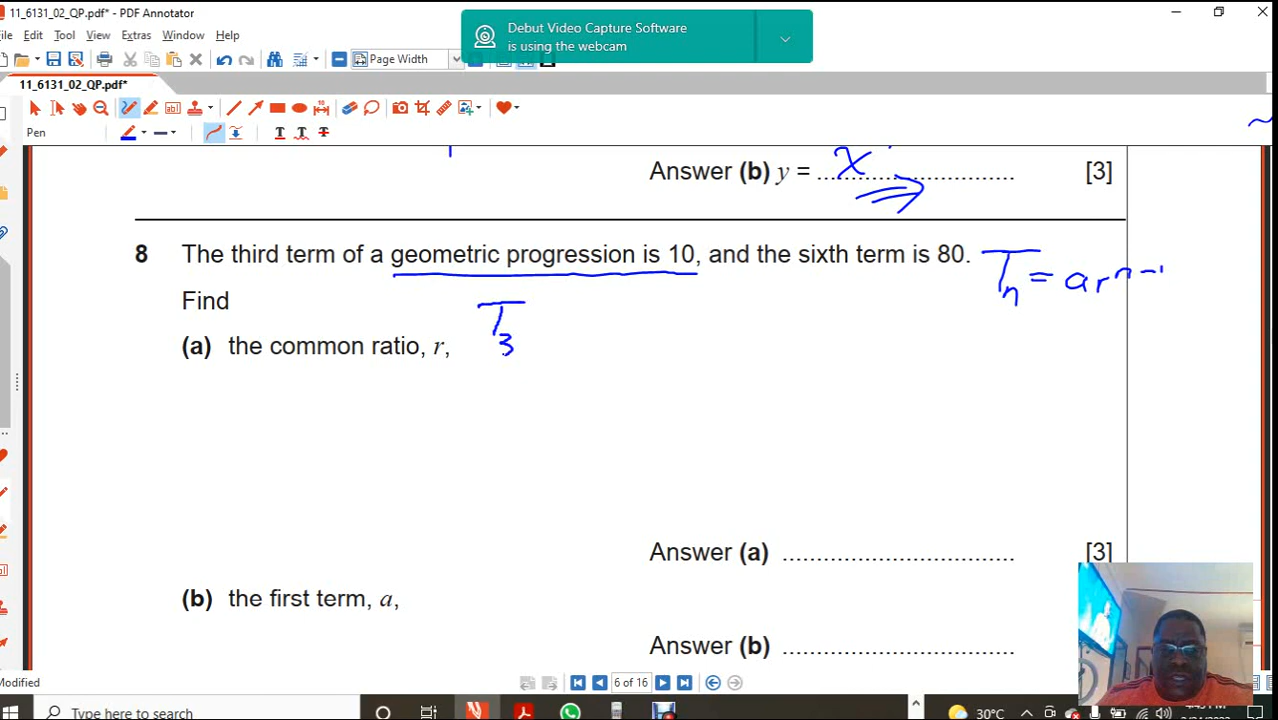 11_6131_02_QP.pdf* - PDF Annotator
Debut Video Capture Software
is using the webcam
File Edit Tool View Extras Window Help
Page Width
11_6131_02_QP.pdf*
Pen
Answer (b) y = .......................... [3]
x
8 The third term of a geometric progression is 10, and the sixth term is 80.
Tn = ar^n-1
Find
T3
(a) the common ratio, r,
Answer (a) .................................. [3]
(b) the first term, a,
Answer (b) ..................................
Modified
6 of 16
Type here to search
30°C